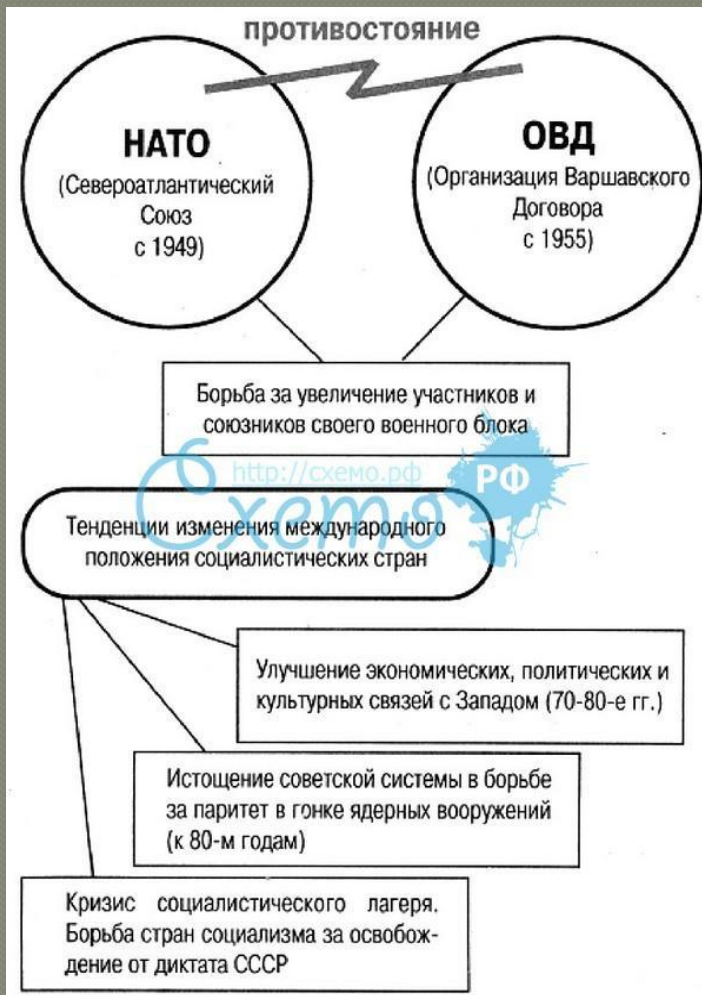 противостояние
НАТО
(Североатлантический
Союз
с 1949)
ОВД
(Организация Варшавского
Договора
с 1955)
Борьба за увеличение участников и
союзников своего военного блока
http://схемо.рф
Схемо РФ
Тенденции изменения международного
положения социалистических стран
Улучшение экономических, политических и
культурных связей с Западом (70-80-е гг.)
Истощение советской системы в борьбе
за паритет в гонке ядерных вооружений
(к 80-м годам)
Кризис социалистического лагеря.
Борьба стран социализма за освобож-
дение от диктата СССР